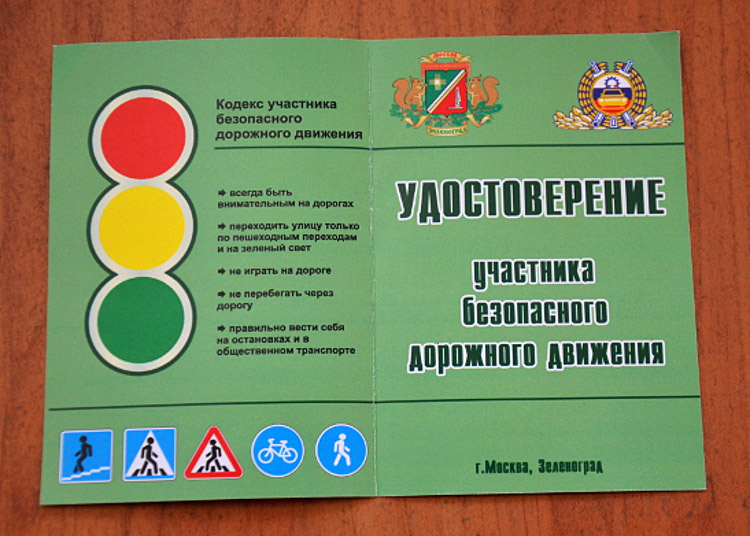 Кодекс участника
безопасного
дорожного движения
➔ всегда быть
внимательным на дорогах
➔ переходить улицу только
по пешеходным переходам
и на зеленый свет
➔ не играть на дороге
➔ не перебегать через
дорогу
➔ правильно вести себя
на остановках и в
общественном транспорте
МОСКВА
ЗЕЛЕНОГРАД
УДОСТОВЕРЕНИЕ
участника
безопасного
дорожного движения
г.Москва, Зеленоград